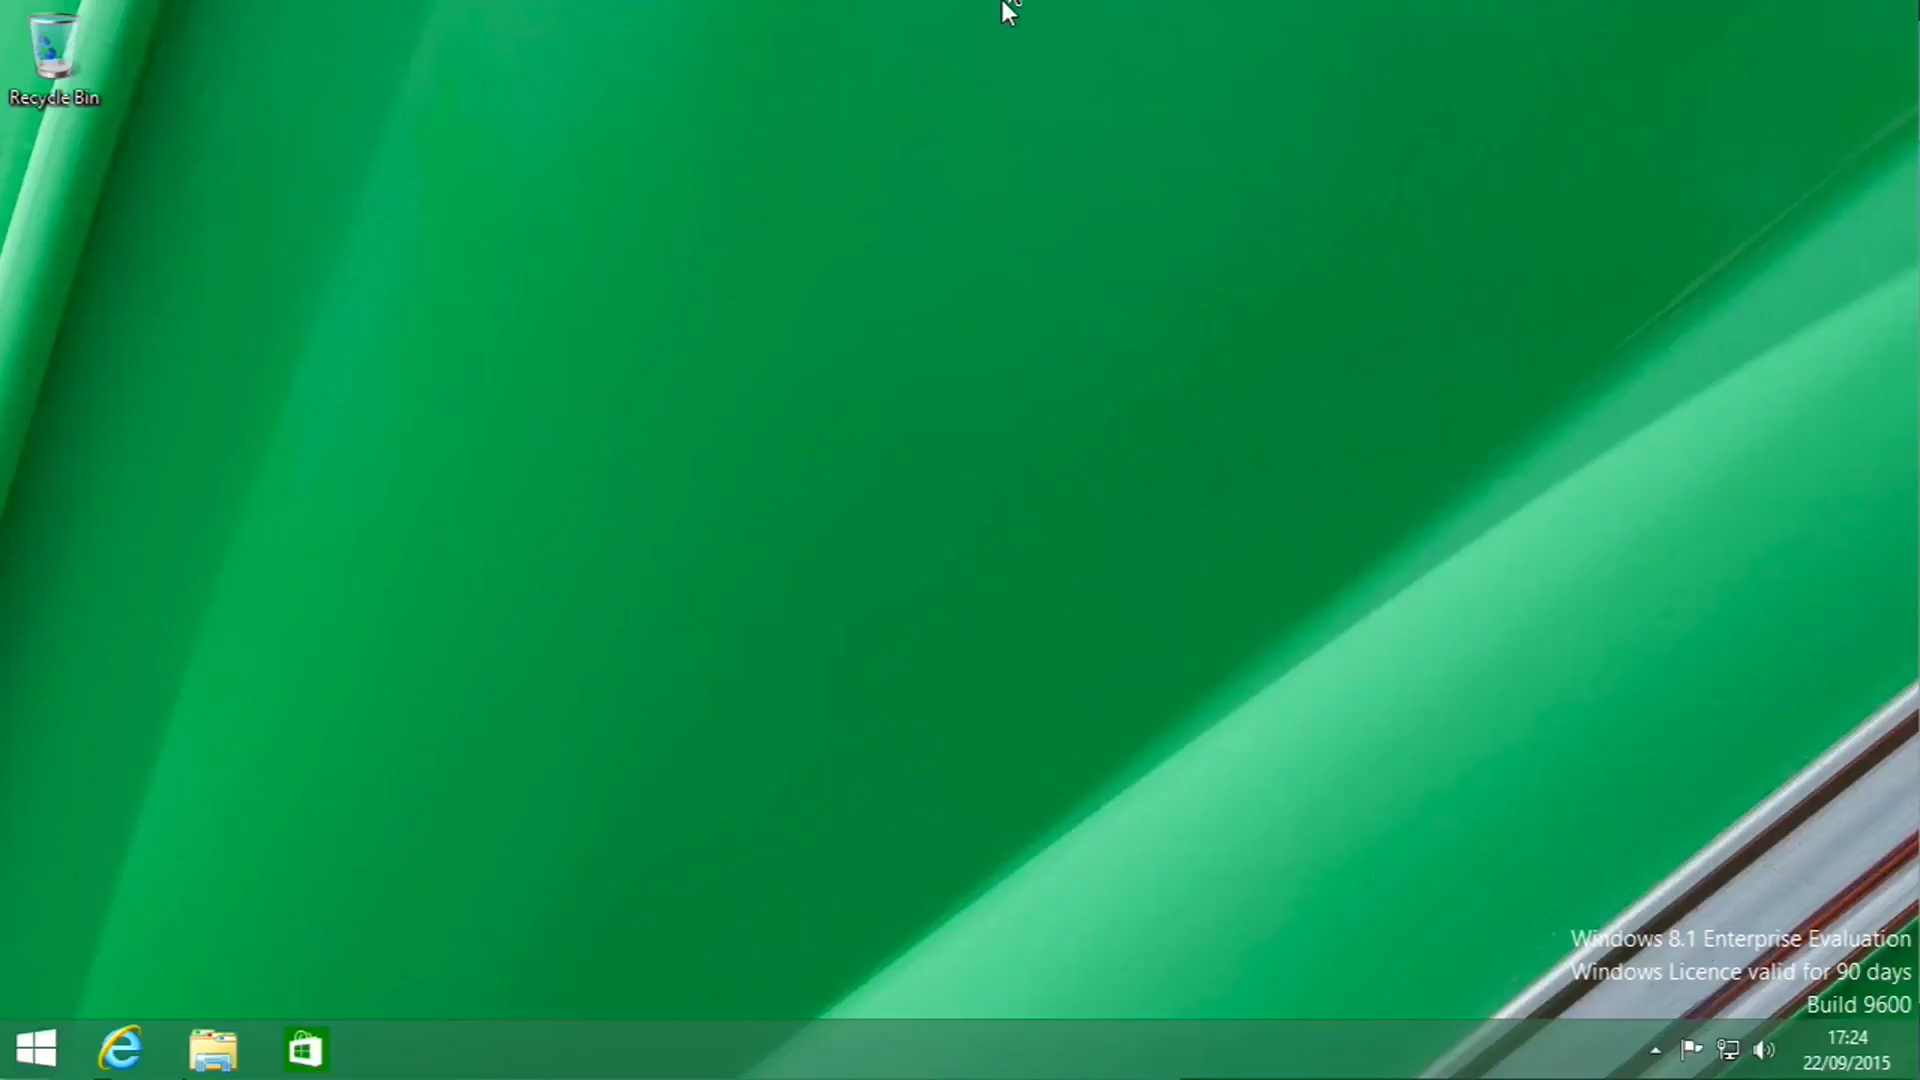 Recycle Bin
Windows 8.1 Enterprise Evaluation
Windows Licence valid for 90 days
Build 9600
17:24
22/09/2015